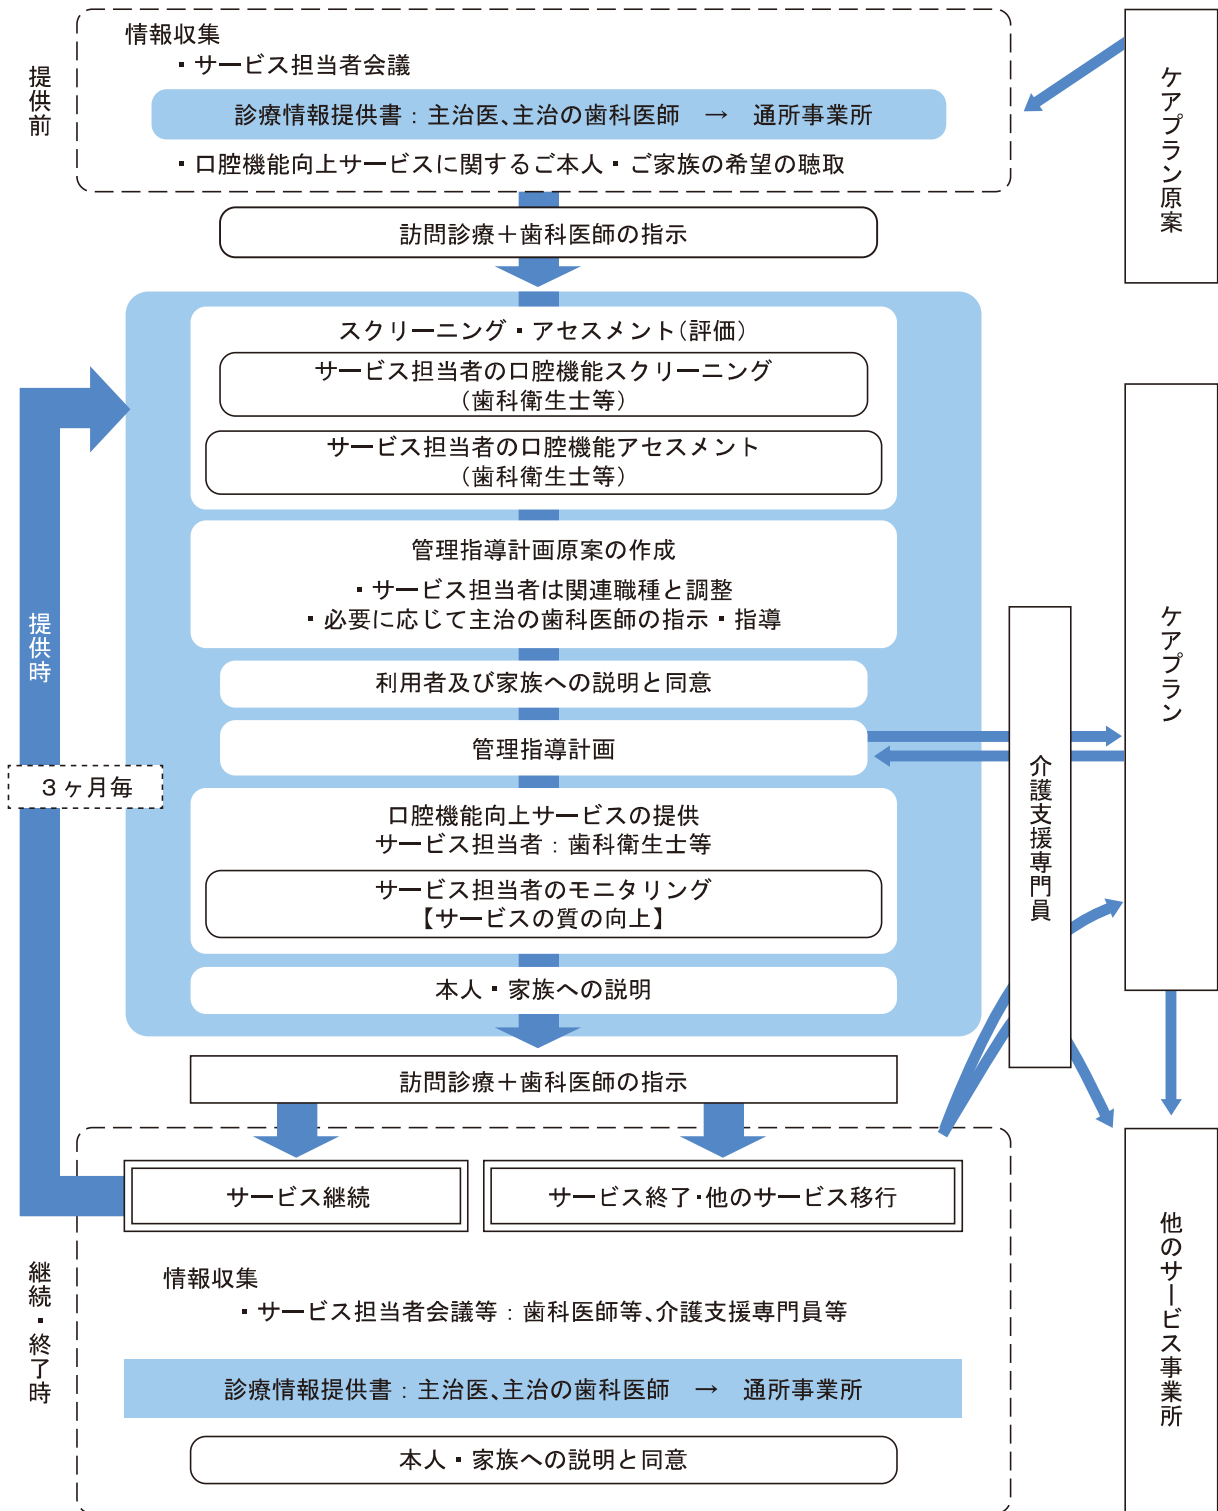 提供前
情報収集
・サービス担当者会議
診療情報提供書:主治医、主治の歯科医師 → 通所事業所
・口腔機能向上サービスに関するご本人・ご家族の希望の聴取
ケアプラン原案
訪問診療+歯科医師の指示
スクリーニング・アセスメント(評価)
サービス担当者の口腔機能スクリーニング
(歯科衛生士等)
サービス担当者の口腔機能アセスメント
(歯科衛生士等)
管理指導計画原案の作成
・サービス担当者は関連職種と調整
・必要に応じて主治の歯科医師の指示・指導
提供時
利用者及び家族への説明と同意
管理指導計画
ケアプラン
3ヶ月毎
介護支援専門員
口腔機能向上サービスの提供
サービス担当者:歯科衛生士等
サービス担当者のモニタリング
【サービスの質の向上】
本人・家族への説明
訪問診療+歯科医師の指示
サービス継続
サービス終了・他のサービス移行
継続・終了時
情報収集
・サービス担当者会議等:歯科医師等、介護支援専門員等
診療情報提供書:主治医、主治の歯科医師 → 通所事業所
本人・家族への説明と同意
他のサービス事業所